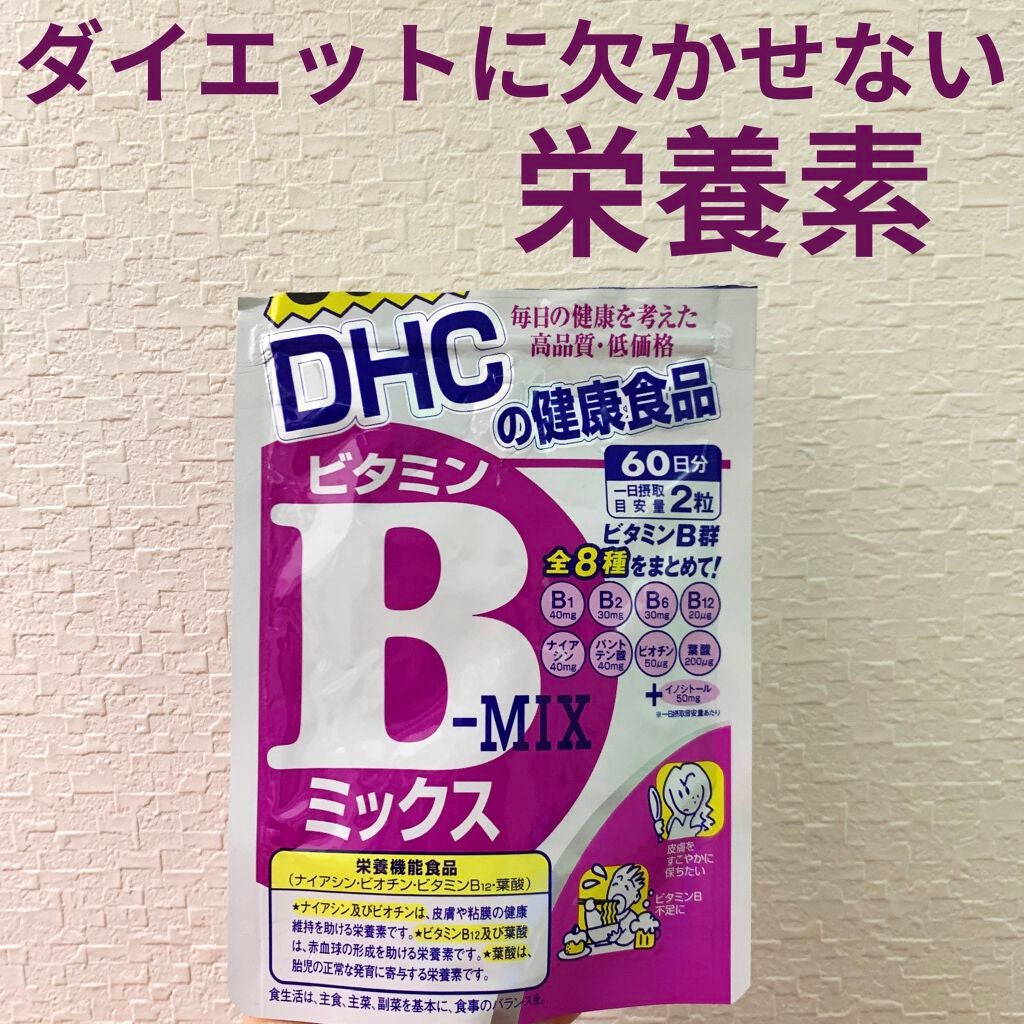 ダイエットに欠かせない
栄養素
DHC
の健康食品
毎日の健康を考えた
高品質・低価格
ビタミン
B
-MIX
ミックス
60日分
一日摂取
目安量
2粒
ビタミンB群
全8種をまとめて!
B1
40mg
B2
30mg
B6
30mg
B12
20μg
ナイア
シン
40mg
パント
テン酸
40mg
ビオチン
50μg
葉酸
200μg
+イノシトール
50mg
※一日摂取目安量あたり
皮膚を
すこやかに
保ちたい
ビタミンB
不足に
栄養機能食品
(ナイアシン・ビオチン・ビタミンB12・葉酸)
★ナイアシン及びビオチンは、皮膚や粘膜の健康
維持を助ける栄養素です。★ビタミンB12及び葉酸
は、赤血球の形成を助ける栄養素です。★葉酸は、
胎児の正常な発育に寄与する栄養素です。
食生活は、主食、主菜、副菜を基本に、食事のバランスを。